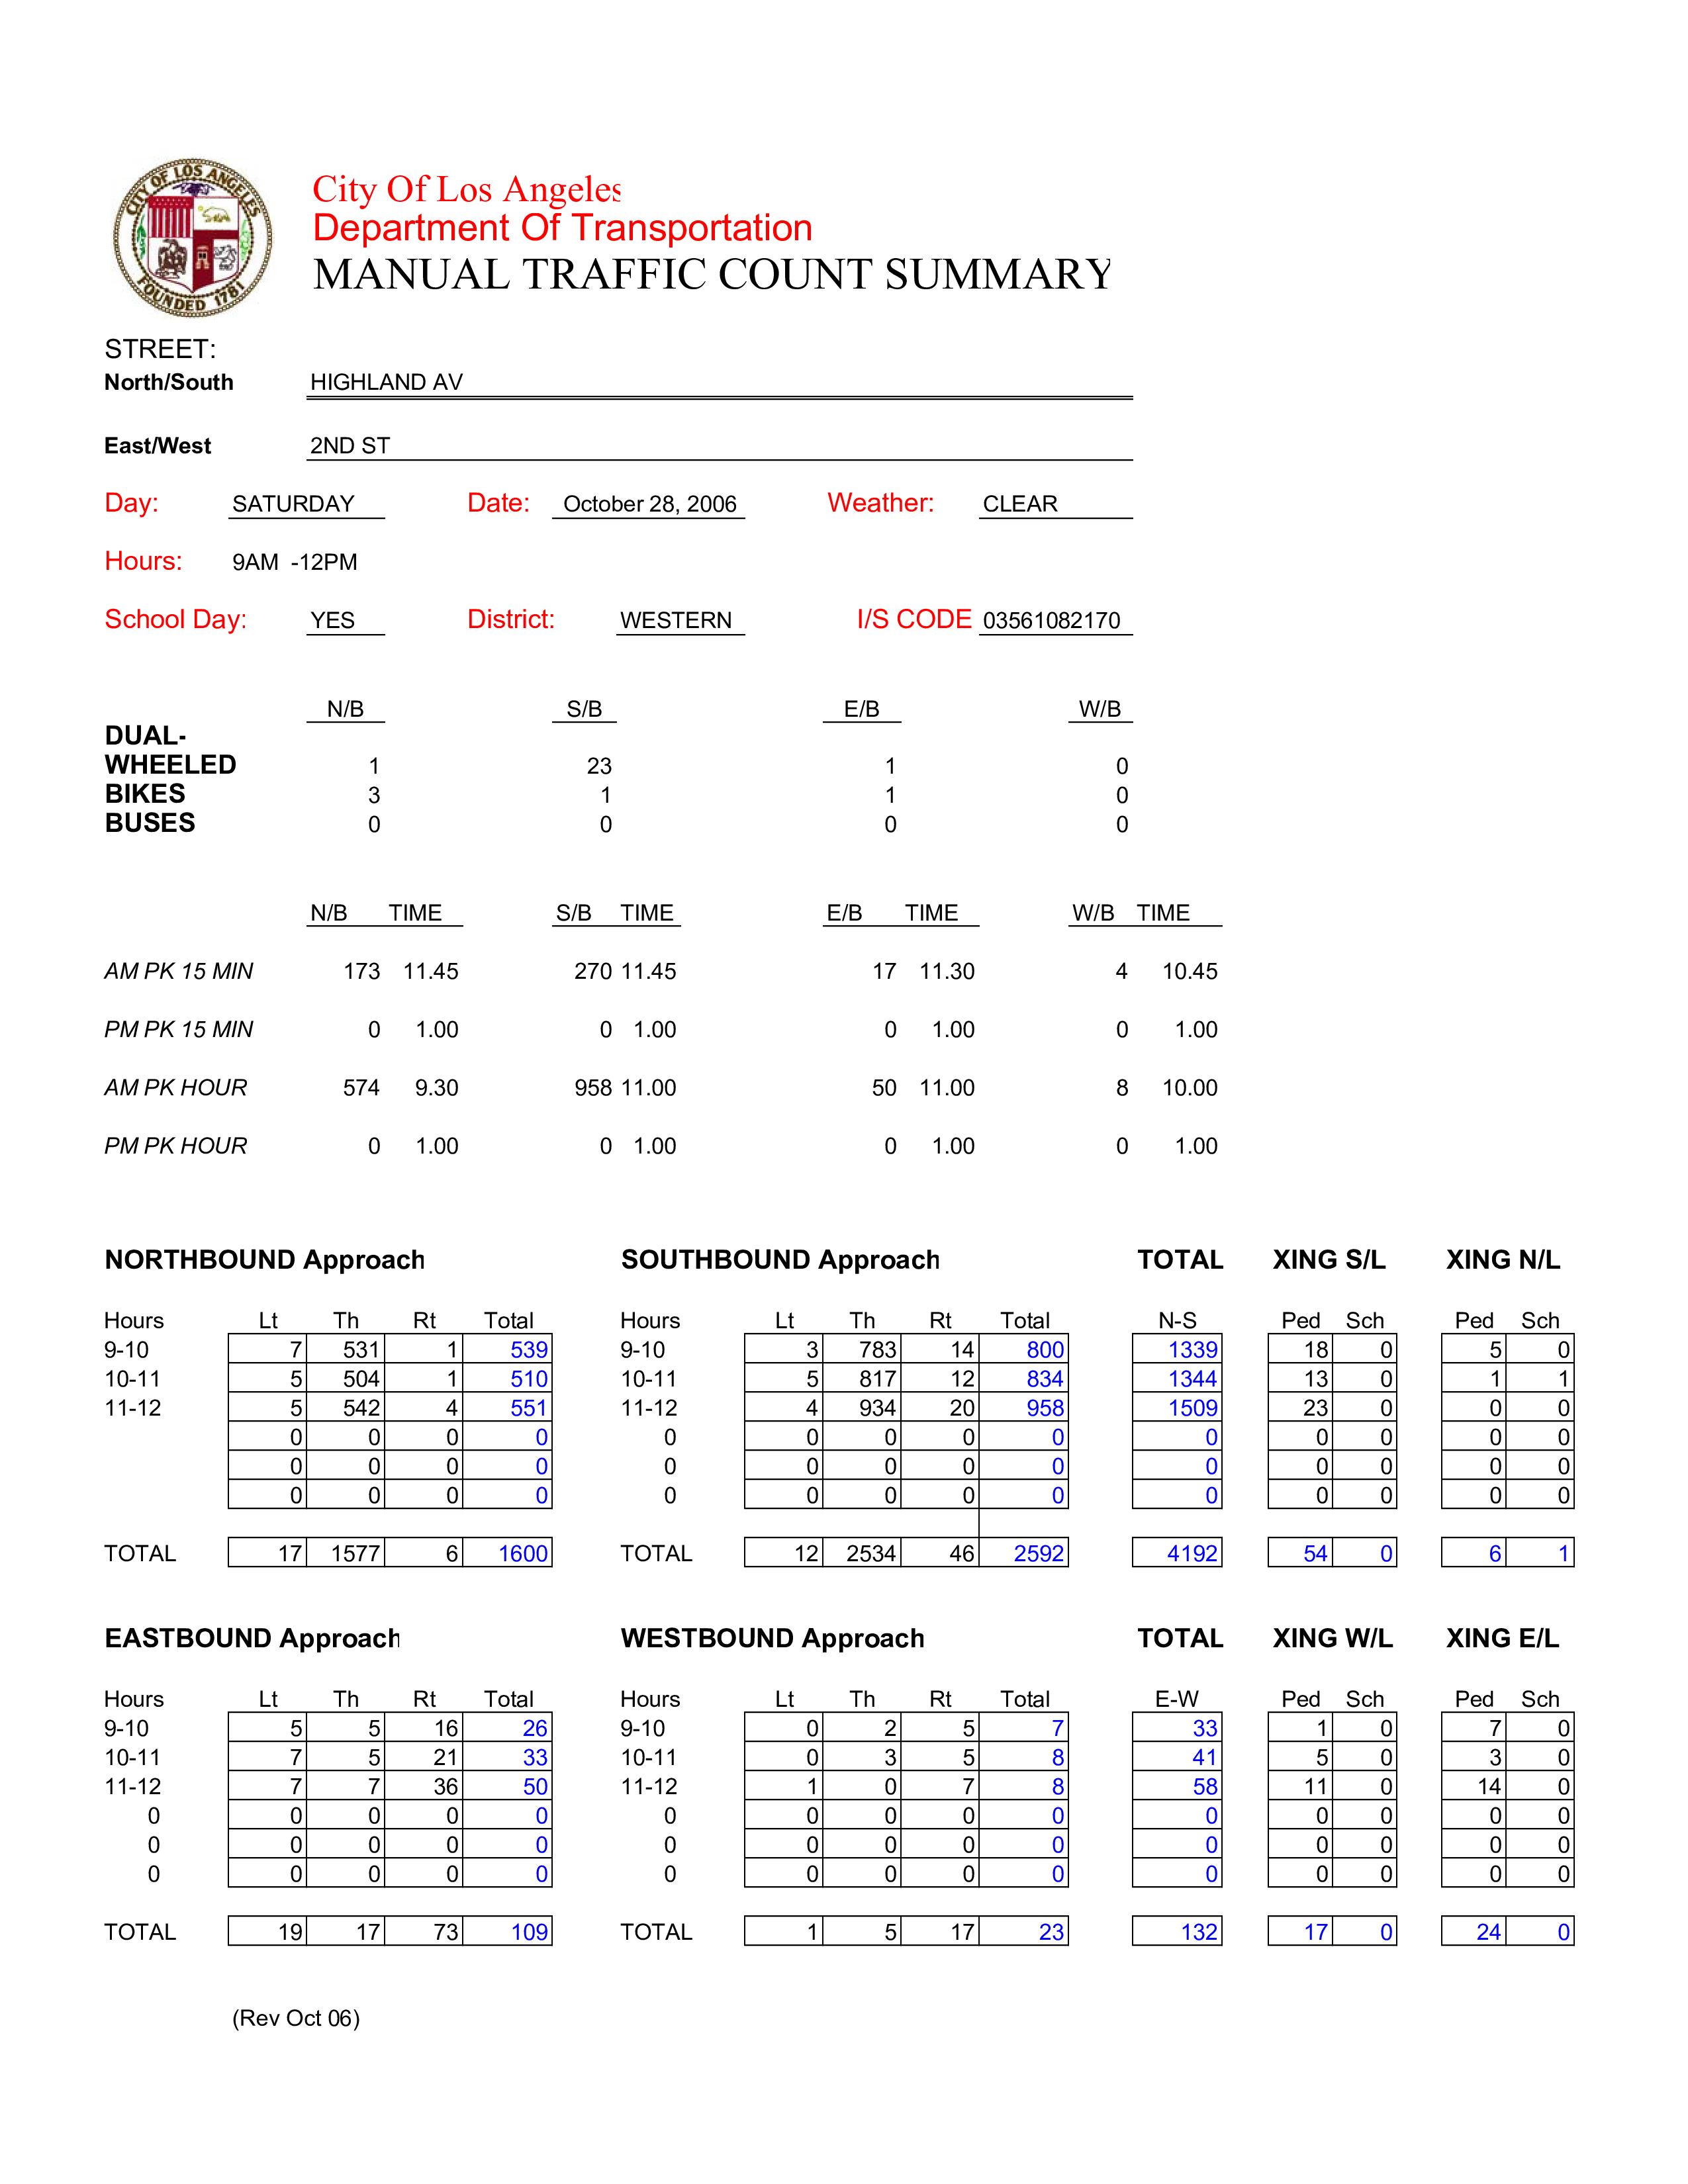 CITY OF LOS ANGELES
FOUNDED 1781
City Of Los Angeles
Department Of Transportation
MANUAL TRAFFIC COUNT SUMMARY
STREET:
North/South HIGHLAND AV
East/West 2ND ST
Day: SATURDAY Date: October 28, 2006 Weather: CLEAR
Hours: 9AM -12PM
School Day: YES District: WESTERN I/S CODE 03561082170
N/B S/B E/B W/B
DUAL-
WHEELED 1 23 1 0
BIKES 3 1 1 0
BUSES 0 0 0 0
N/B TIME S/B TIME E/B TIME W/B TIME
AM PK 15 MIN 173 11.45 270 11.45 17 11.30 4 10.45
PM PK 15 MIN 0 1.00 0 1.00 0 1.00 0 1.00
AM PK HOUR 574 9.30 958 11.00 50 11.00 8 10.00
PM PK HOUR 0 1.00 0 1.00 0 1.00 0 1.00
NORTHBOUND Approach SOUTHBOUND Approach TOTAL XING S/L XING N/L
Hours Lt Th Rt Total Hours Lt Th Rt Total N-S Ped Sch Ped Sch
9-10 7 531 1 539 9-10 3 783 14 800 1339 18 0 5 0
10-11 5 504 1 510 10-11 5 817 12 834 1344 13 0 1 1
11-12 5 542 4 551 11-12 4 934 20 958 1509 23 0 0 0
0 0 0 0 0 0 0 0 0 0 0 0 0 0
0 0 0 0 0 0 0 0 0 0 0 0 0 0
0 0 0 0 0 0 0 0 0 0 0 0 0 0
TOTAL 17 1577 6 1600 TOTAL 12 2534 46 2592 4192 54 0 6 1
EASTBOUND Approach WESTBOUND Approach TOTAL XING W/L XING E/L
Hours Lt Th Rt Total Hours Lt Th Rt Total E-W Ped Sch Ped Sch
9-10 5 5 16 26 9-10 0 2 5 7 33 1 0 7 0
10-11 7 5 21 33 10-11 0 3 5 8 41 5 0 3 0
11-12 7 7 36 50 11-12 1 0 7 8 58 11 0 14 0
0 0 0 0 0 0 0 0 0 0 0 0 0 0 0
0 0 0 0 0 0 0 0 0 0 0 0 0 0 0
0 0 0 0 0 0 0 0 0 0 0 0 0 0 0
TOTAL 19 17 73 109 TOTAL 1 5 17 23 132 17 0 24 0
(Rev Oct 06)